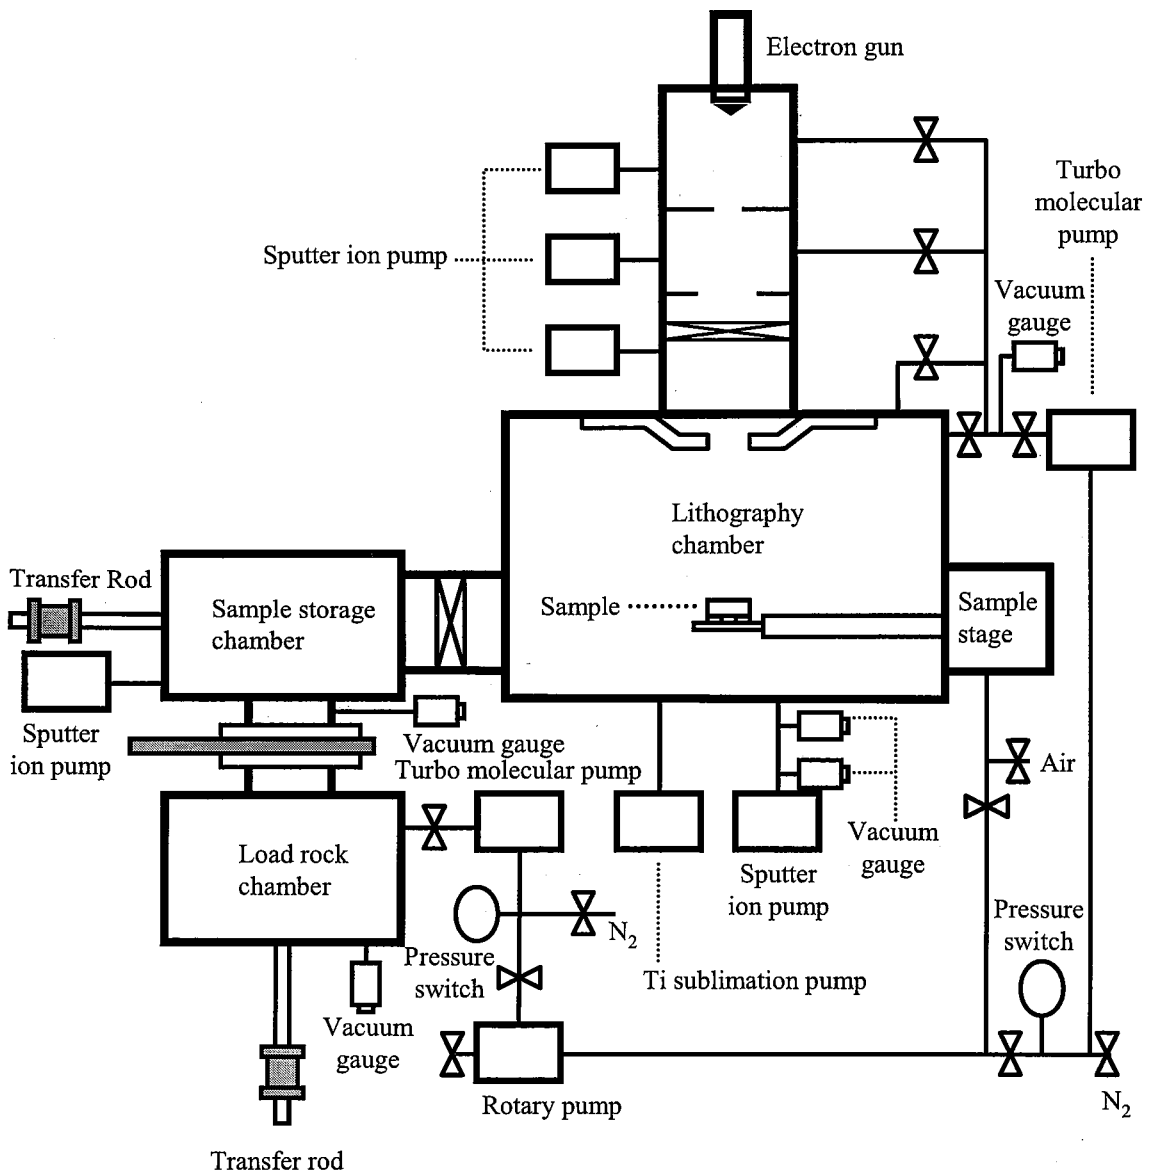 Electron gun
Turbo
molecular
pump
Sputter ion pump
Vacuum
gauge
Lithography
chamber
Transfer Rod
Sample storage
chamber
Sample
Sample
stage
Sputter
ion pump
Vacuum gauge
Turbo molecular pump
Air
Load rock
chamber
Vacuum
gauge
Sputter
ion pump
N2
Pressure
switch
Pressure
switch
Ti sublimation pump
Vacuum
gauge
Rotary pump
N2
Transfer rod